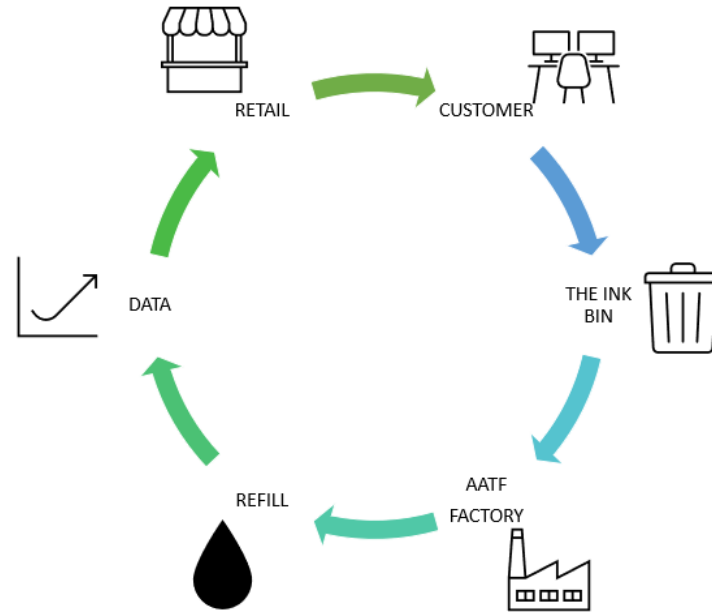 RETAIL
CUSTOMER
THE INK
BIN
AATF
FACTORY
REFILL
DATA